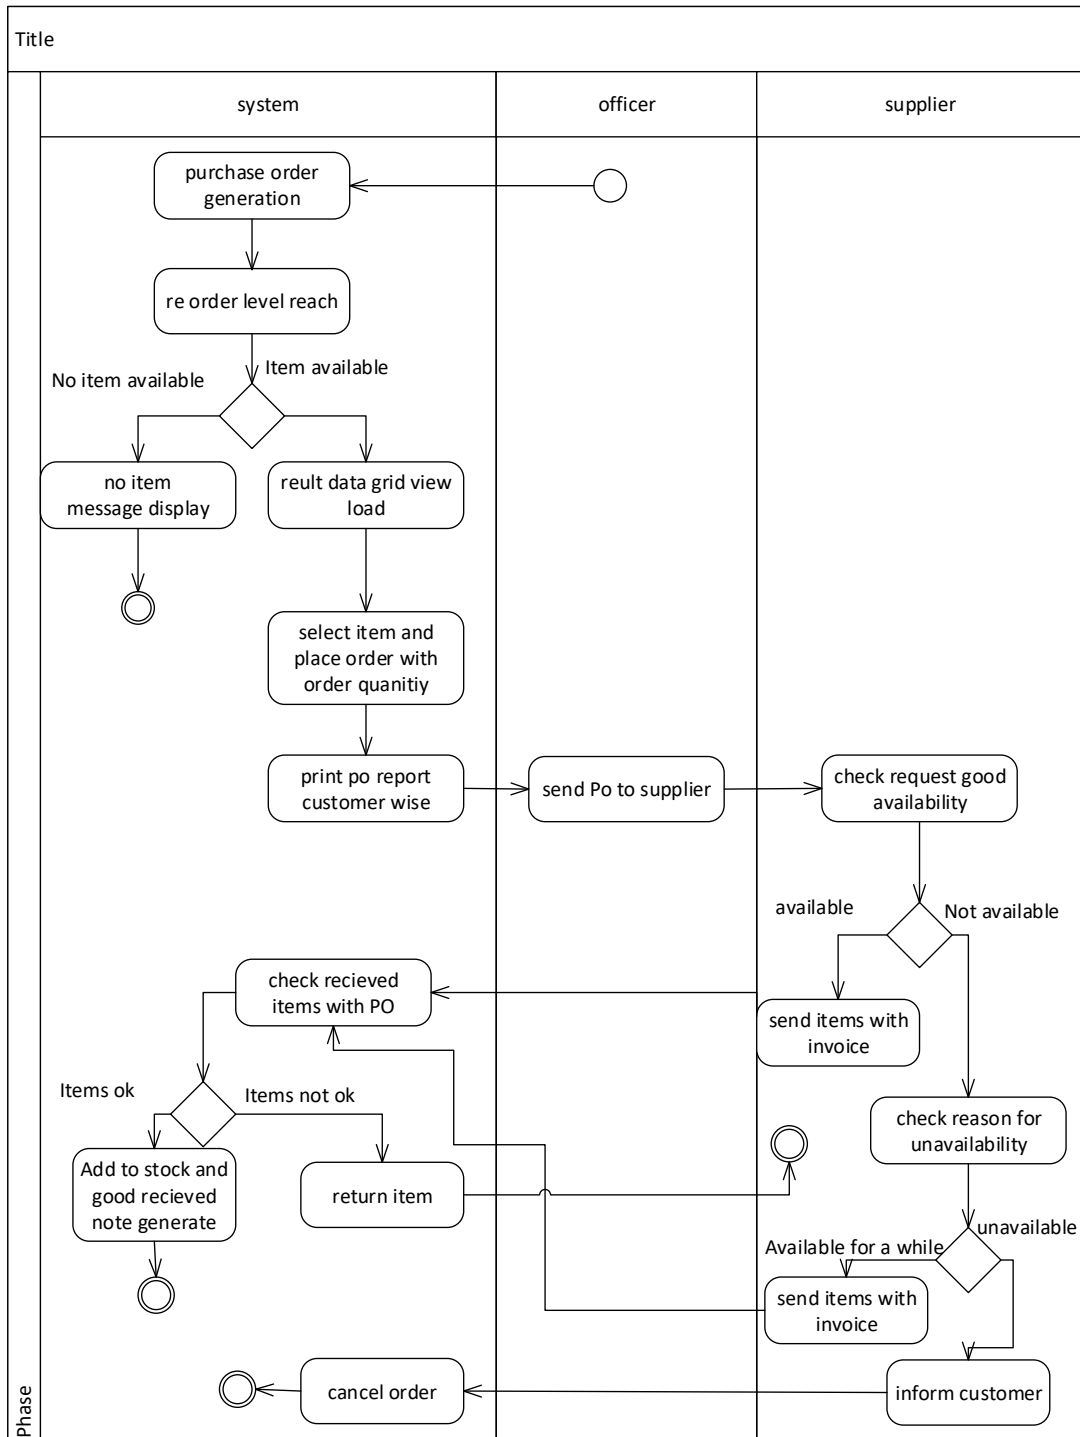 Title
system
officer
supplier
purchase order
generation
re order level reach
No item available
Item available
no item
message display
reult data grid view
load
select item and
place order with
order quanitiy
print po report
customer wise
send Po to supplier
check request good
availability
available
Not available
check recieved
items with PO
send items with
invoice
Items ok
Items not ok
check reason for
unavailability
Add to stock and
good recieved
note generate
return item
unavailable
Available for a while
send items with
invoice
cancel order
inform customer
Phase